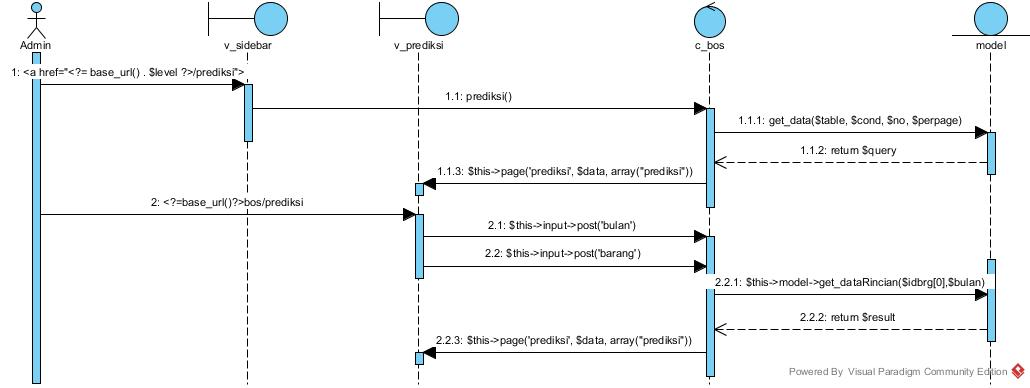 Admin
v_sidebar
v_prediksi
c_bos
model
1: <a href="<?= base_url() . $level ?>/prediksi">
1.1: prediksi()
1.1.1: get_data($table, $cond, $no, $perpage)
1.1.2: return $query
1.1.3: $this->page('prediksi', $data, array("prediksi"))
2: <?=base_url()?>bos/prediksi
2.1: $this->input->post('bulan')
2.2: $this->input->post('barang')
2.2.1: $this->model->get_dataRincian($idbrg[0],$bulan)
2.2.2: return $result
2.2.3: $this->page('prediksi', $data, array("prediksi"))
Powered By Visual Paradigm Community Edition